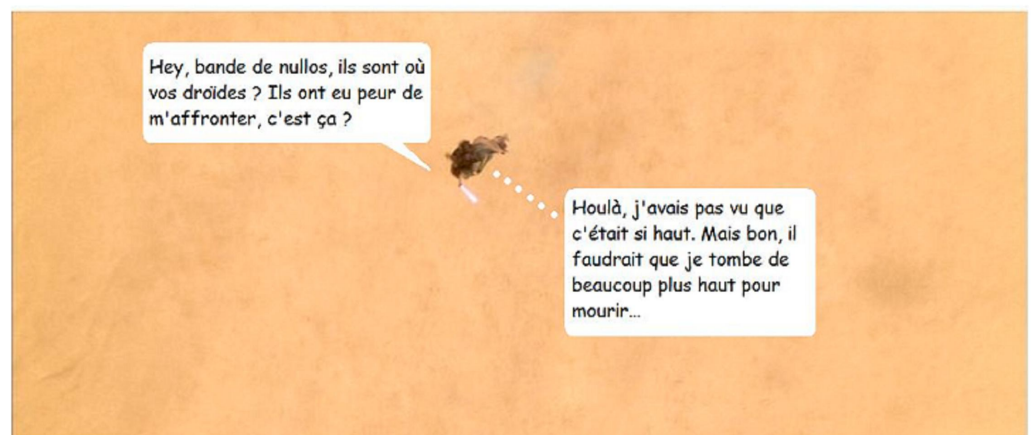 Hey, bande de nullos, ils sont où
vos droïdes ? Ils ont eu peur de
m'affronter, c'est ça ?
Houlà, j'avais pas vu que
c'était si haut. Mais bon, il
faudrait que je tombe de
beaucoup plus haut pour
mourir...